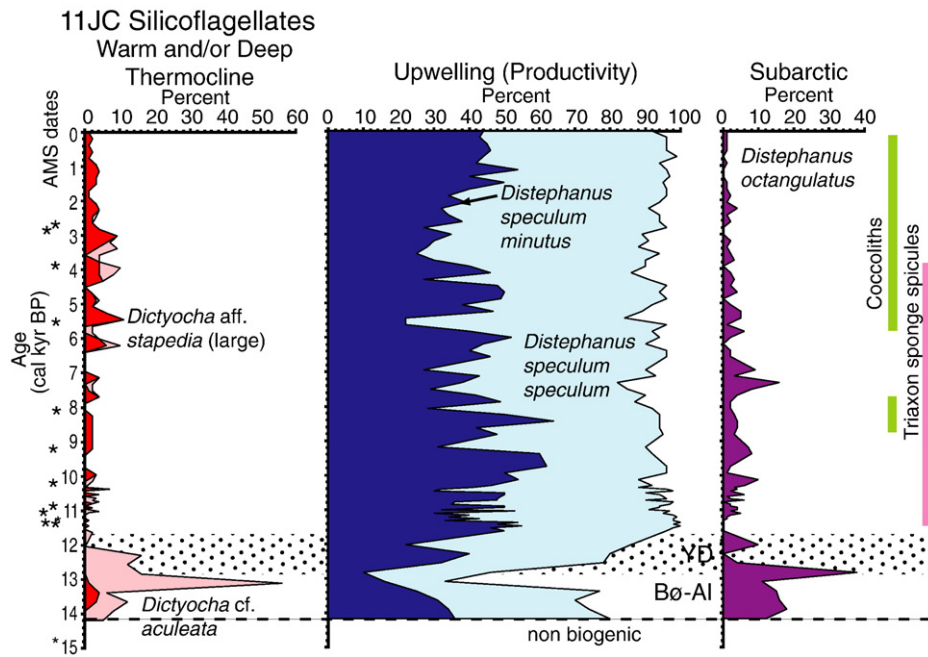 11JC Silicoflagellates
Warm and/or Deep
Thermocline
Percent
0 10 20 30 40 50 60
Upwelling (Productivity)
Percent
0 10 20 30 40 50 60 70 80 90 100
Subarctic
Percent
0 10 20 30 40
AMS dates
Age
(cal kyr BP)
0
1
2
** 3
* 4
5
*
6
7
* 8
* 9
* 10
** * 11
12
13
14
* 15
Dictyocha aff.
stapedia (large)
Dictyocha cf.
aculeata
Distephanus
speculum
minutus
Distephanus
speculum
speculum
YD
Bø-Al
non biogenic
Distephanus
octangulatus
Coccoliths
Triaxon sponge spicules